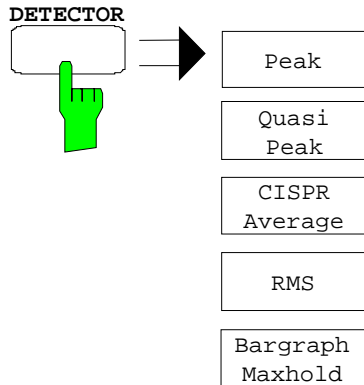 DETECTOR
Peak
Quasi
Peak
CISPR
Average
RMS
Bargraph
Maxhold